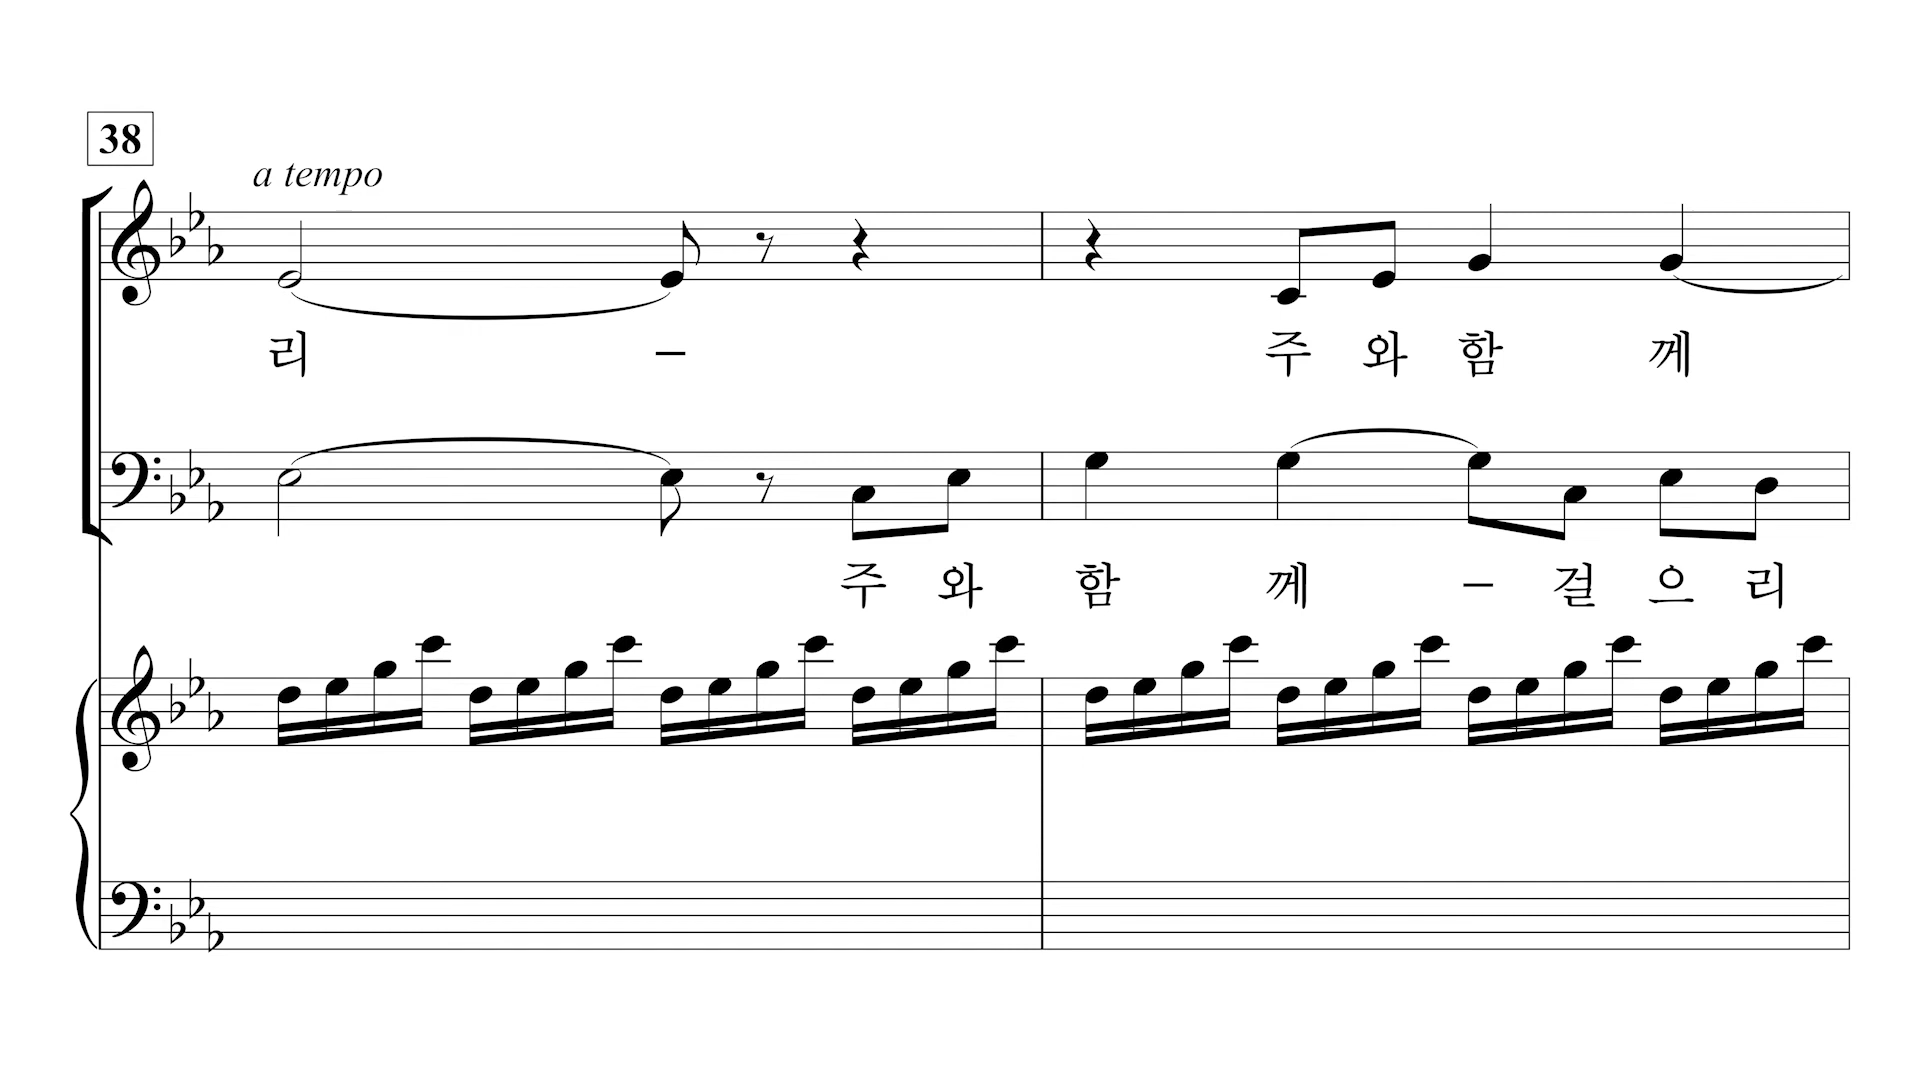 38
a tempo
리 – 주 와 함 께
주 와 함 께 – 걸 으 리